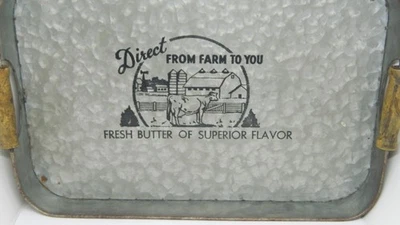 Direct FROM FARM TO YOU
FRESH BUTTER OF SUPERIOR FLAVOR